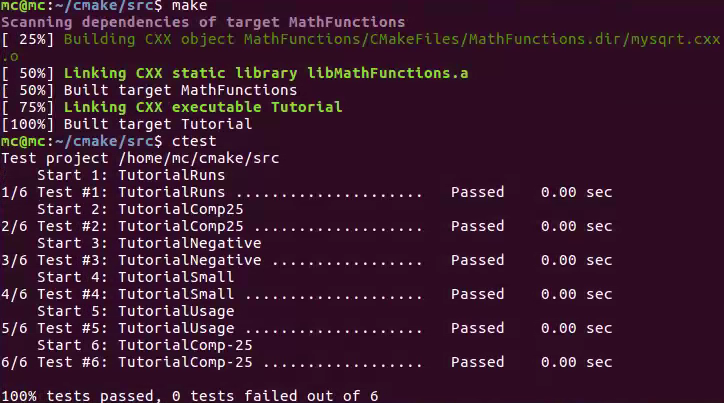 mc@mc:~/cmake/src$ make
Scanning dependencies of target MathFunctions
[ 25%] Building CXX object MathFunctions/CMakeFiles/MathFunctions.dir/mysqrt.cxx
.o
[ 50%] Linking CXX static library libMathFunctions.a
[ 50%] Built target MathFunctions
[ 75%] Linking CXX executable Tutorial
[100%] Built target Tutorial
mc@mc:~/cmake/src$ ctest
Test project /home/mc/cmake/src
    Start 1: TutorialRuns
1/6 Test #1: TutorialRuns .....................   Passed    0.00 sec
    Start 2: TutorialComp25
2/6 Test #2: TutorialComp25 ...................   Passed    0.00 sec
    Start 3: TutorialNegative
3/6 Test #3: TutorialNegative .................   Passed    0.00 sec
    Start 4: TutorialSmall
4/6 Test #4: TutorialSmall ....................   Passed    0.00 sec
    Start 5: TutorialUsage
5/6 Test #5: TutorialUsage ....................   Passed    0.00 sec
    Start 6: TutorialComp-25
6/6 Test #6: TutorialComp-25 ..................   Passed    0.00 sec

100% tests passed, 0 tests failed out of 6